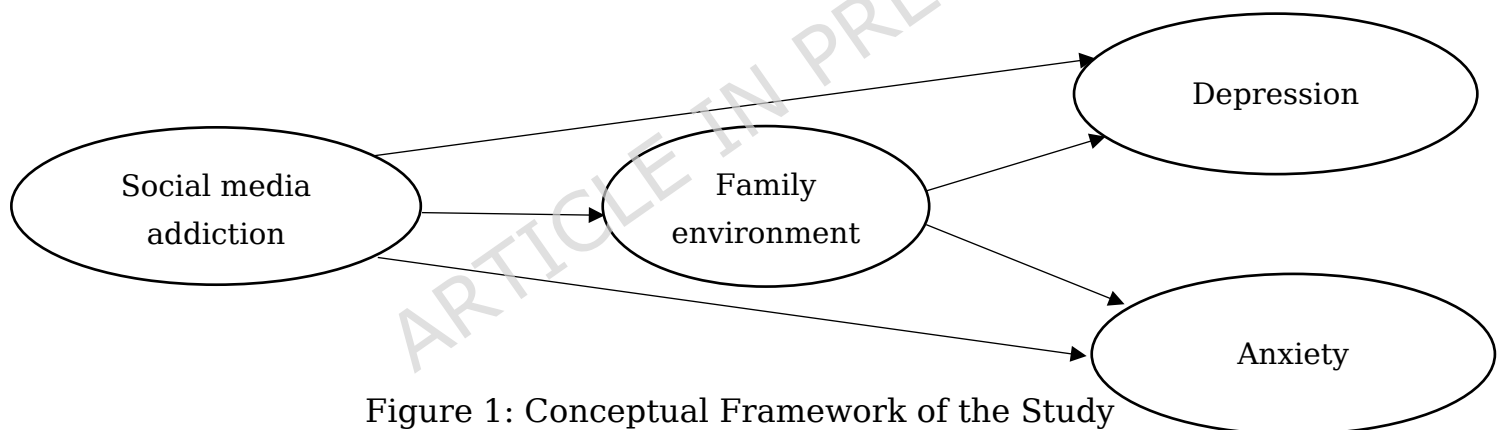 Depression
Social media
addiction
Family
environment
Anxiety
ARTICLE IN PRE
Figure 1: Conceptual Framework of the Study